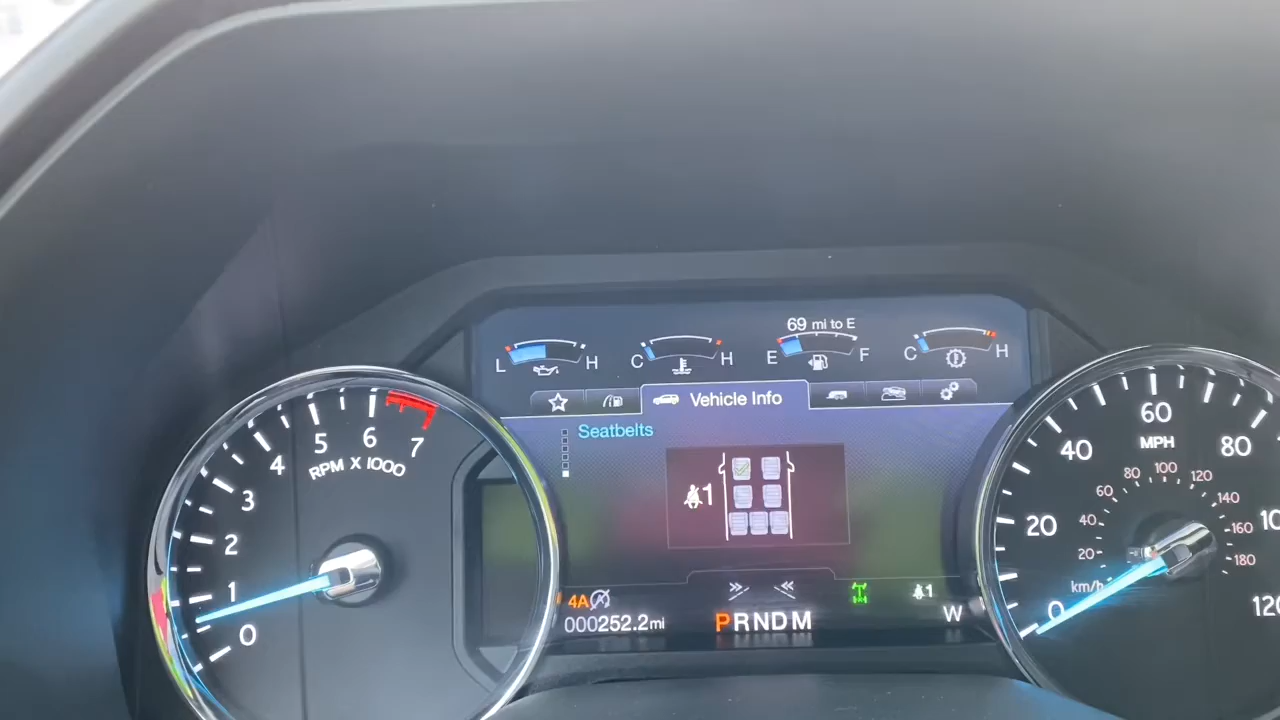 69 mi to E
L H
C H
E F
C H
Vehicle Info
Seatbelts
1
4A
000252.2mi
PRNDM
1
W
0
1
2
3
4
5
6
7
RPM X 1000
0
20
40
60
80
120
MPH
20
40
60
80
100
120
140
160
180
km/h